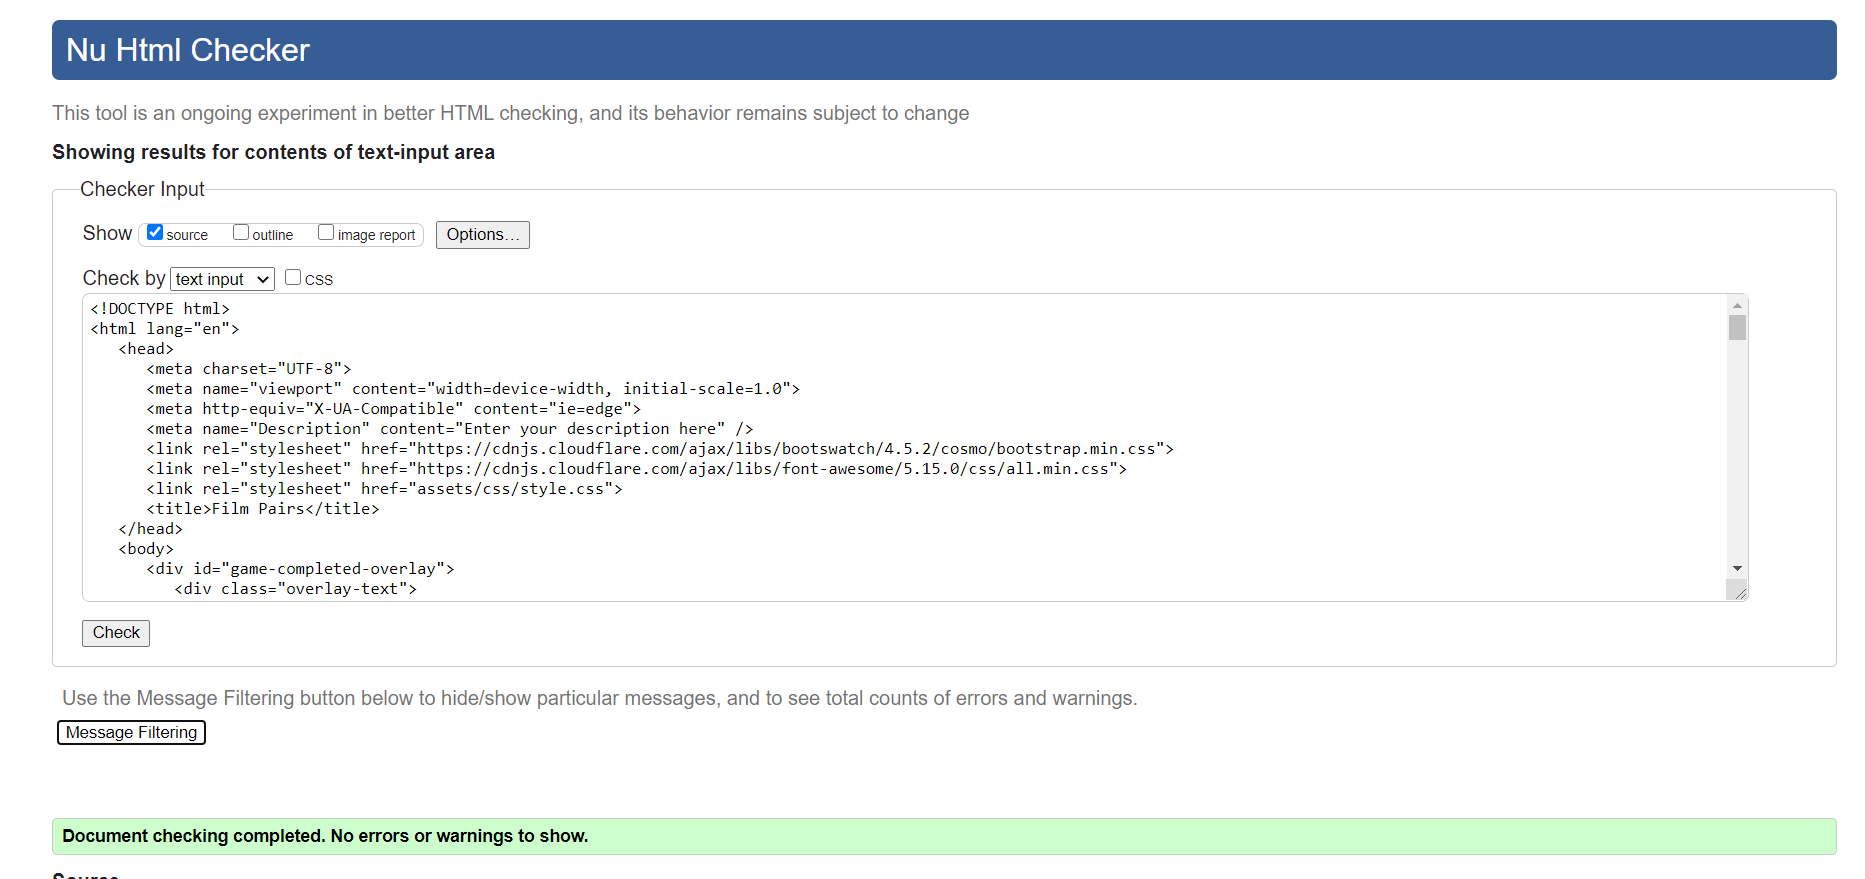 Nu Html Checker
This tool is an ongoing experiment in better HTML checking, and its behavior remains subject to change
Showing results for contents of text-input area
Checker Input
Show source outline image report Options...
Check by text input CSS
<!DOCTYPE html>
<html lang="en">
<head>
<meta charset="UTF-8">
<meta name="viewport" content="width=device-width, initial-scale=1.0">
<meta http-equiv="X-UA-Compatible" content="ie=edge">
<meta name="Description" content="Enter your description here" />
<link rel="stylesheet" href="https://cdnjs.cloudflare.com/ajax/libs/bootswatch/4.5.2/cosmo/bootstrap.min.css">
<link rel="stylesheet" href="https://cdnjs.cloudflare.com/ajax/libs/font-awesome/5.15.0/css/all.min.css">
<link rel="stylesheet" href="assets/css/style.css">
<title>Film Pairs</title>
</head>
<body>
<div id="game-completed-overlay">
<div class="overlay-text">
Check
Use the Message Filtering button below to hide/show particular messages, and to see total counts of errors and warnings.
Message Filtering
Document checking completed. No errors or warnings to show.
Source